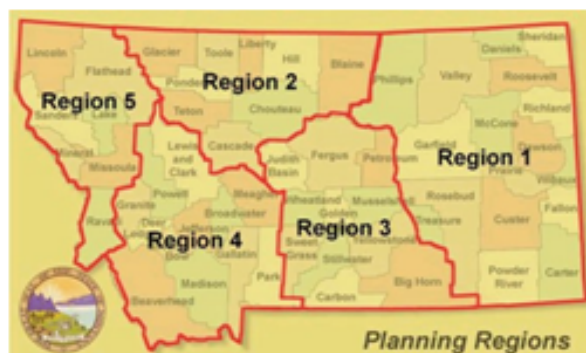 Lincoln
Flathead
Glacier
Toole
Liberty
Hill
Blaine
Phillips
Valley
Daniels
Sheridan
Roosevelt
Region 5
Region 2
Sanders
Lake
Teton
Chouteau
Richland
McCone
Mineral
Missoula
Lewis
and
Clark
Cascade
Judith
Basin
Fergus
Petroleum
Garfield
Dawson
Prairie
Wibaux
Region 1
Powell
Granite
Ravalli
Deer
Meagher
Broadwater
Jefferson
Wheatland
Golden
Musselshell
Rosebud
Treasure
Custer
Fallon
Region 4
Region 3
Gallatin
Sweet
Grass
Stillwater
Yellowstone
Beaverhead
Madison
Park
Carbon
Big Horn
Powder
River
Carter
Planning Regions